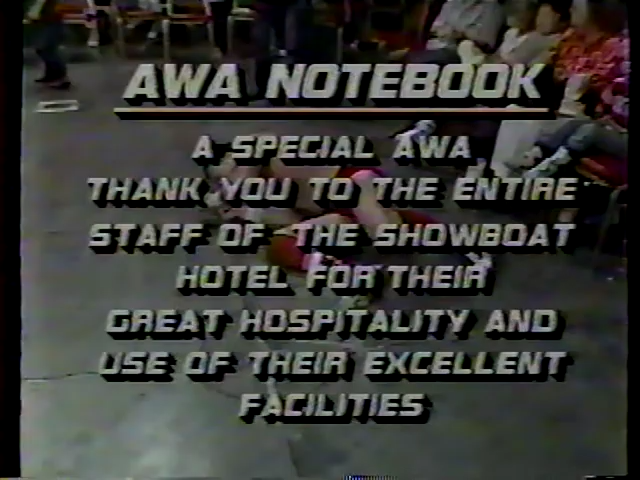 AWA NOTEBOOK
A SPECIAL AWA
THANK YOU TO THE ENTIRE
STAFF OF THE SHOWBOAT
HOTEL FOR THEIR
GREAT HOSPITALITY AND
USE OF THEIR EXCELLENT
FACILITIES